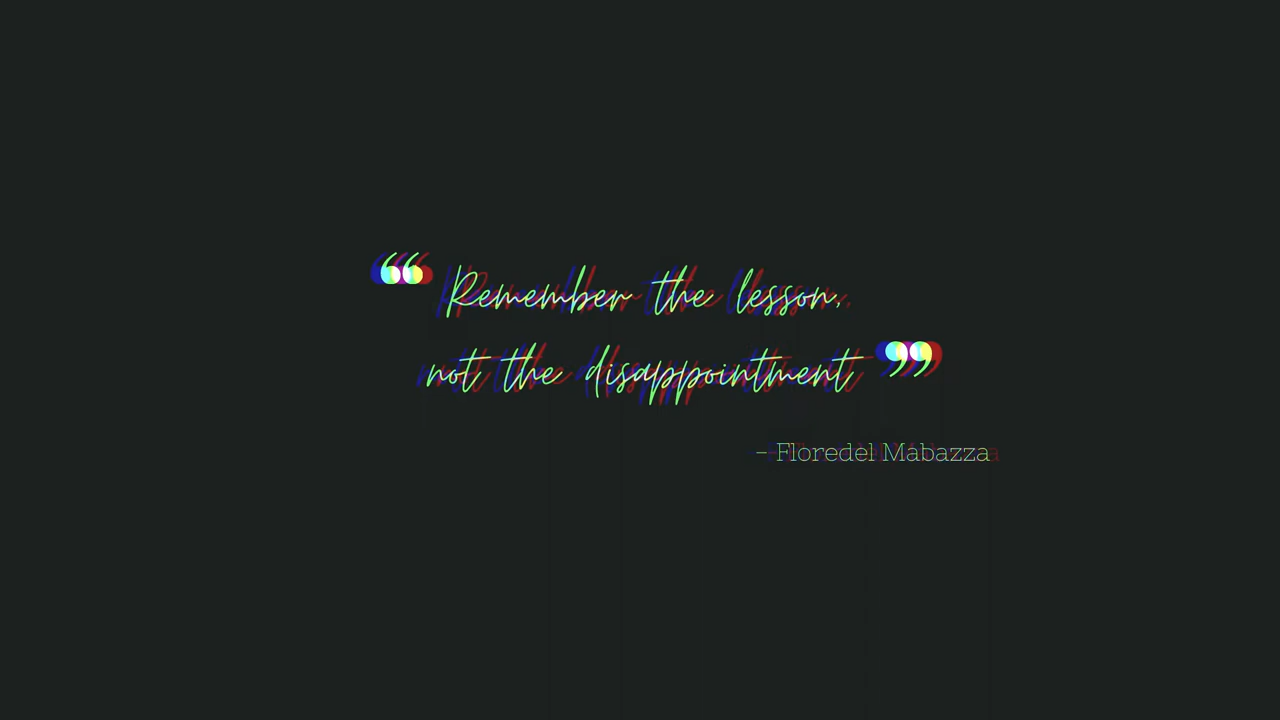 ❝ Remember the lesson,
not the disappointment ❞
– Floredel Mabazza